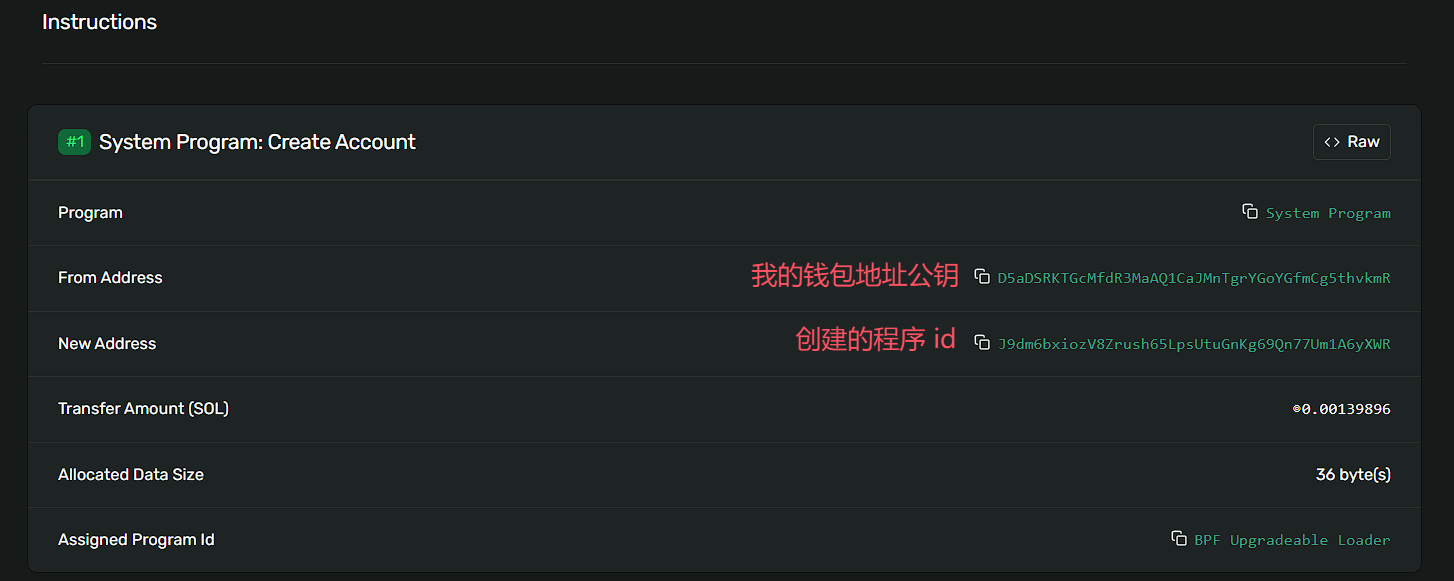 Instructions
#1 System Program: Create Account
<> Raw
Program System Program
From Address 我的钱包地址公钥 D5aDSRKTGcMfdR3MaAQ1CaJMnTgrYGoYGfmCg5thvkmR
New Address 创建的程序 id J9dm6bxiozV8Zrush65LpsUtuGnKg69Qn77Um1A6yXWR
Transfer Amount (SOL) ◎0.00139896
Allocated Data Size 36 byte(s)
Assigned Program Id BPF Upgradeable Loader